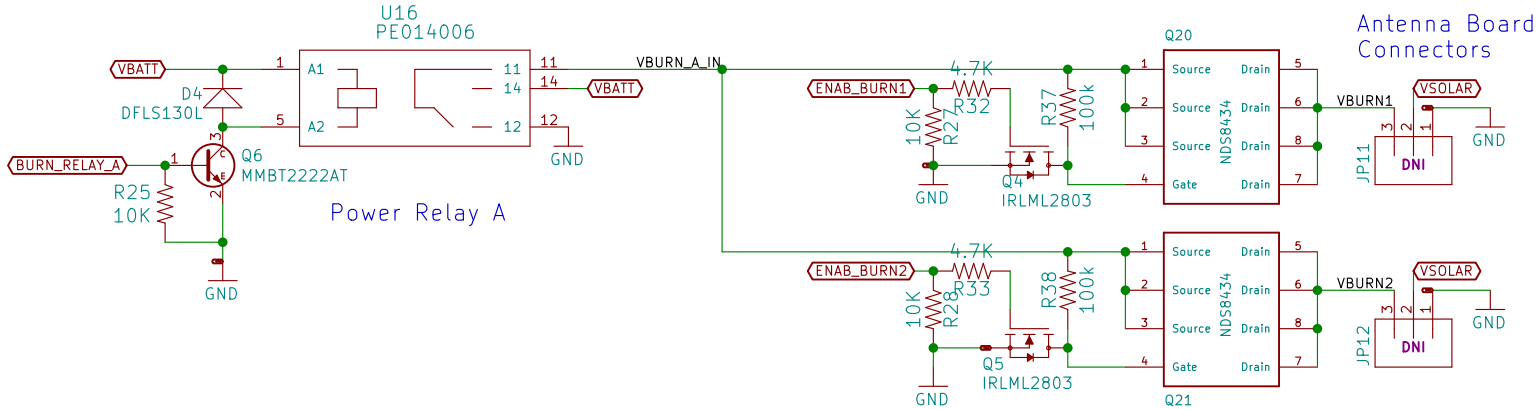 U16
PE014006
Antenna Board
Connectors
Power Relay A
VBATT
1
A1
11
11
VBURN_A_IN
14
14
VBATT
D4
DFLS130L
5
A2
12
12
GND
3
C
BURN_RELAY_A
1
Q6
E
MMBT2222AT
2
R25
10K
GND
Q20
4.7K
1
Source
Drain
5
ENAB_BURN1
R32
R37
100k
2
Source
Drain
6
VBURN1
VSOLAR
10K
R27
NDS8434
3
2
1
GND
3
Source
Drain
8
JP11
DNI
4
Gate
Drain
7
Q4
IRLML2803
GND
4.7K
1
Source
Drain
5
ENAB_BURN2
R33
R38
100k
2
Source
Drain
6
VBURN2
VSOLAR
10K
R28
NDS8434
3
2
1
GND
3
Source
Drain
8
JP12
DNI
4
Gate
Drain
7
Q5
IRLML2803
GND
Q21